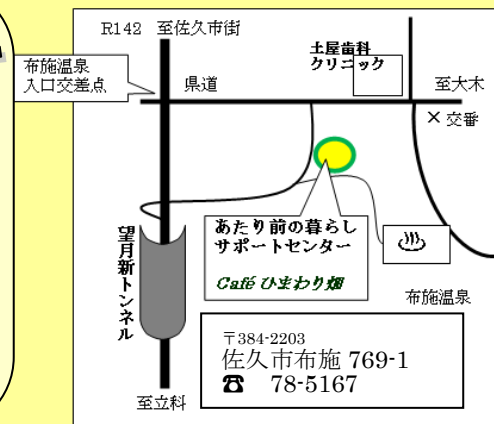 R142 至佐久市街
布施温泉
入口交差点
県道
土屋歯科
クリニック
至大木
×交番
あたり前の暮らし
サポートセンター
Café ひまわり畑
望月新トンネル
布施温泉
〒384-2203
佐久市布施 769-1
☎ 78-5167
至立科